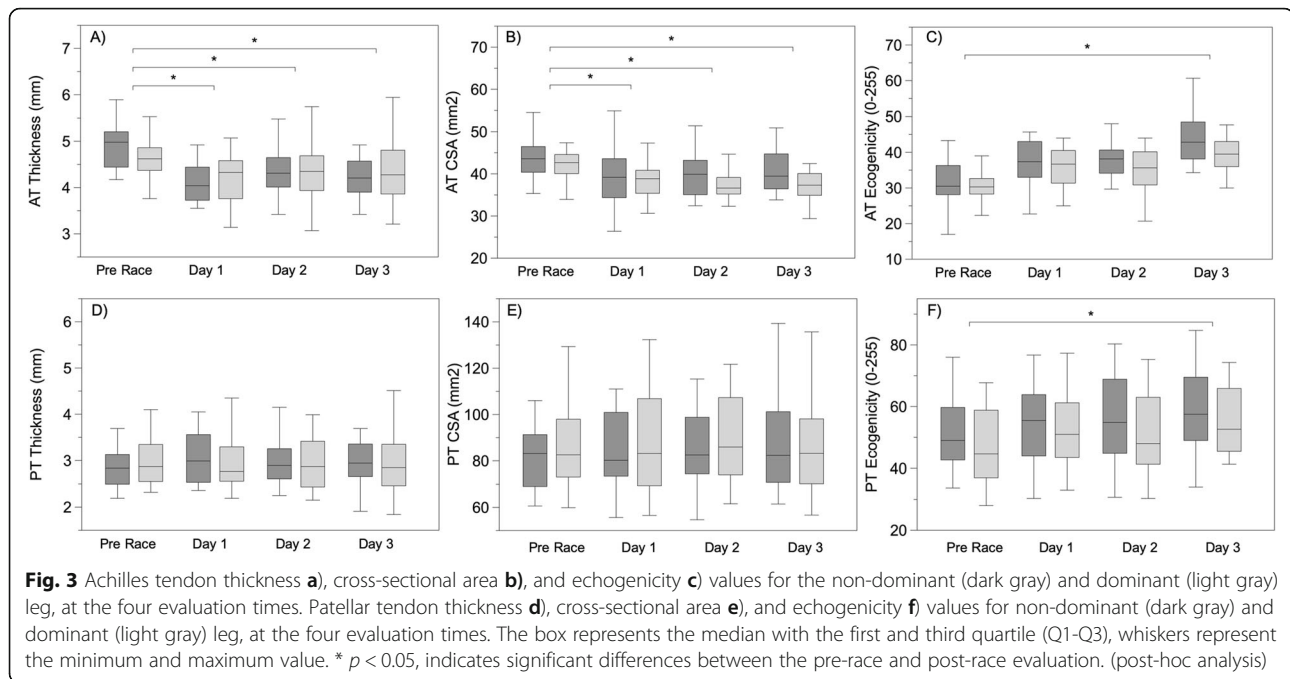 A)
*
*
*
AT Thickness (mm)
7
6
5
4
3
Pre Race Day 1 Day 2 Day 3
B)
*
*
*
AT CSA (mm2)
70
60
50
40
30
20
Pre Race Day 1 Day 2 Day 3
C)
*
AT Ecogenicity (0-255)
70
60
50
40
30
20
10
Pre Race Day 1 Day 2 Day 3
D)
PT Thickness (mm)
6
5
4
3
2
Pre Race Day 1 Day 2 Day 3
E)
PT CSA (mm2)
140
120
100
80
60
Pre Race Day 1 Day 2 Day 3
F)
*
PT Ecogenicity (0-255)
80
60
40
20
Pre Race Day 1 Day 2 Day 3
Fig. 3 Achilles tendon thickness a), cross-sectional area b), and echogenicity c) values for the non-dominant (dark gray) and dominant (light gray)
leg, at the four evaluation times. Patellar tendon thickness d), cross-sectional area e), and echogenicity f) values for non-dominant (dark gray) and
dominant (light gray) leg, at the four evaluation times. The box represents the median with the first and third quartile (Q1-Q3), whiskers represent
the minimum and maximum value. * p < 0.05, indicates significant differences between the pre-race and post-race evaluation. (post-hoc analysis)